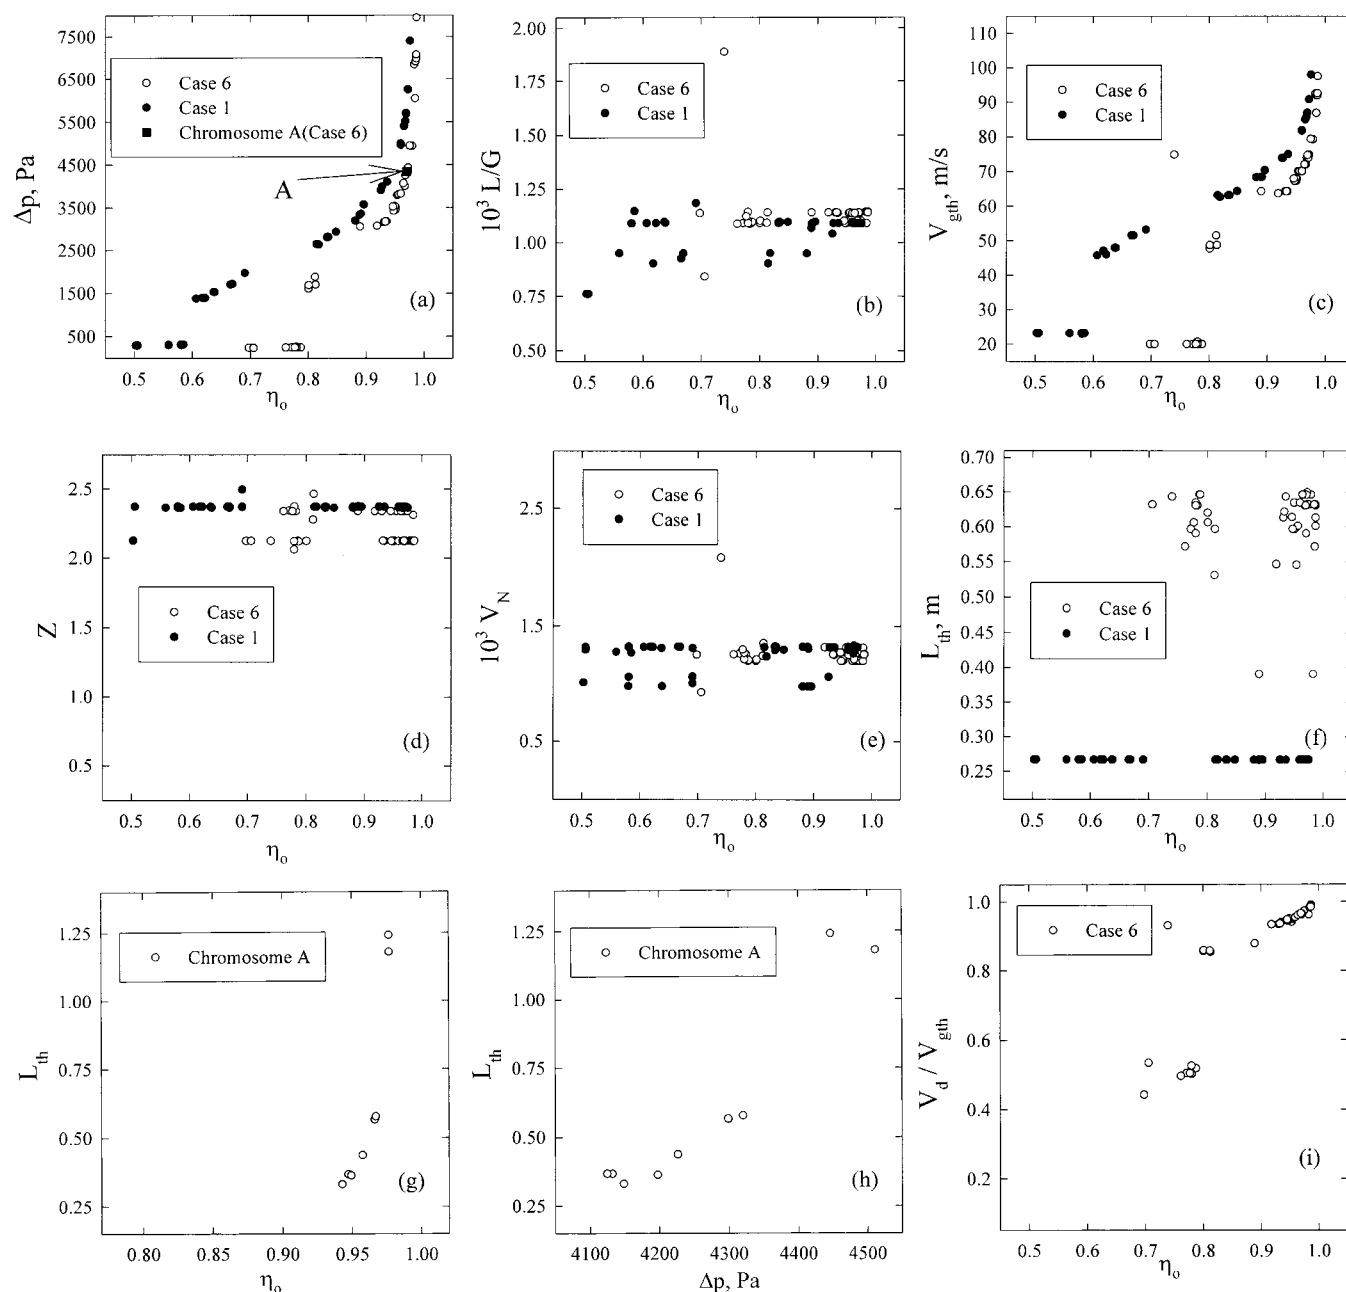 7500
6500
5500
4500
3500
2500
1500
500
Δp, Pa
Case 6
Case 1
Chromosome A(Case 6)
A
(a)
0.5 0.6 0.7 0.8 0.9 1.0
ηo
2.00
1.75
1.50
1.25
1.00
0.75
0.50
10³ L/G
Case 6
Case 1
(b)
0.5 0.6 0.7 0.8 0.9 1.0
ηo
110
100
90
80
70
60
50
40
30
20
Vgth, m/s
Case 6
Case 1
(c)
0.5 0.6 0.7 0.8 0.9 1.0
ηo
2.5
2.0
1.5
1.0
0.5
Z
Case 6
Case 1
(d)
0.5 0.6 0.7 0.8 0.9 1.0
ηo
2.5
1.5
0.5
10³ VN
Case 6
Case 1
(e)
0.5 0.6 0.7 0.8 0.9 1.0
ηo
0.70
0.65
0.60
0.55
0.50
0.45
0.40
0.35
0.30
0.25
Lth, m
Case 6
Case 1
(f)
0.5 0.6 0.7 0.8 0.9 1.0
ηo
1.25
1.00
0.75
0.50
0.25
Lth
Chromosome A
(g)
0.80 0.85 0.90 0.95 1.00
ηo
1.25
1.00
0.75
0.50
0.25
Lth
Chromosome A
(h)
4100 4200 4300 4400 4500
Δp, Pa
1.0
0.8
0.6
0.4
0.2
Vd / Vgth
Case 6
(i)
0.5 0.6 0.7 0.8 0.9 1.0
ηo